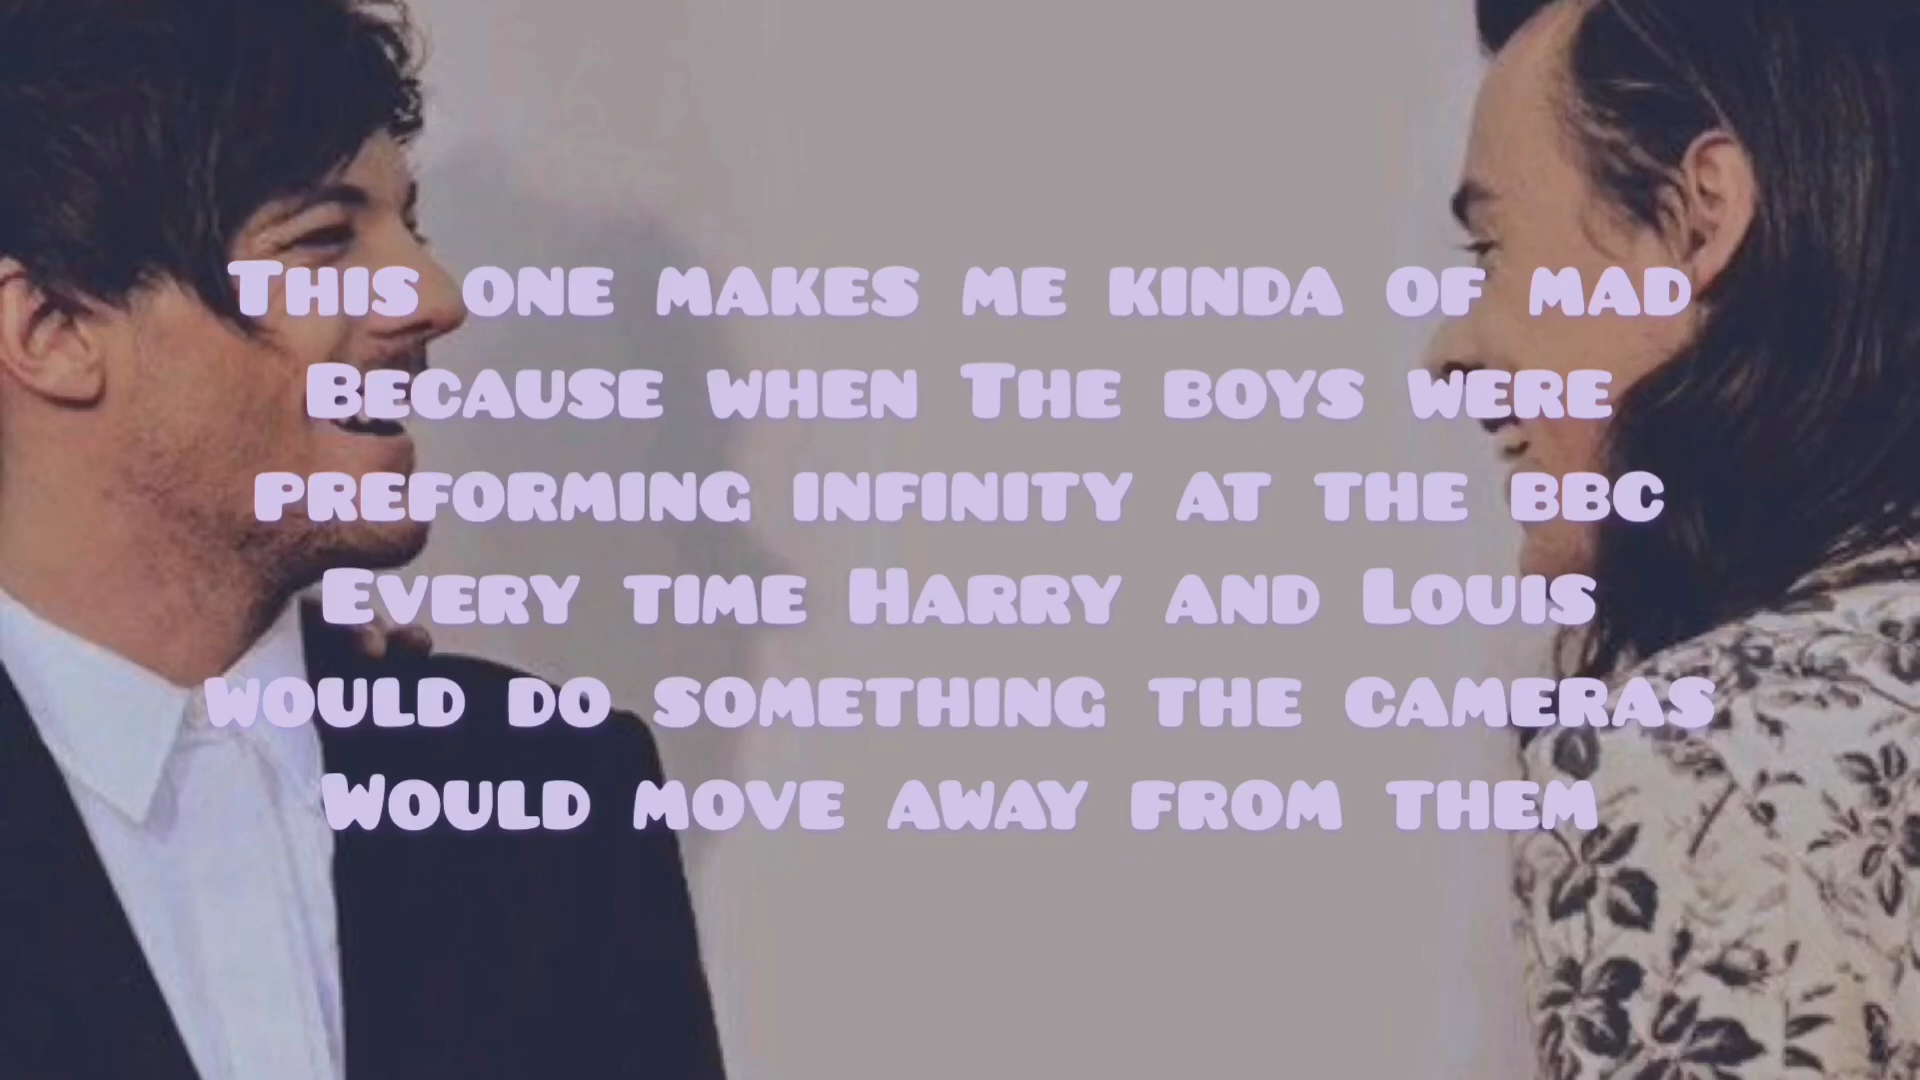 This one makes me kinda of mad
Because when The boys were
preforming infinity at the bbc
Every time Harry and Louis
would do something the cameras
Would move away from them